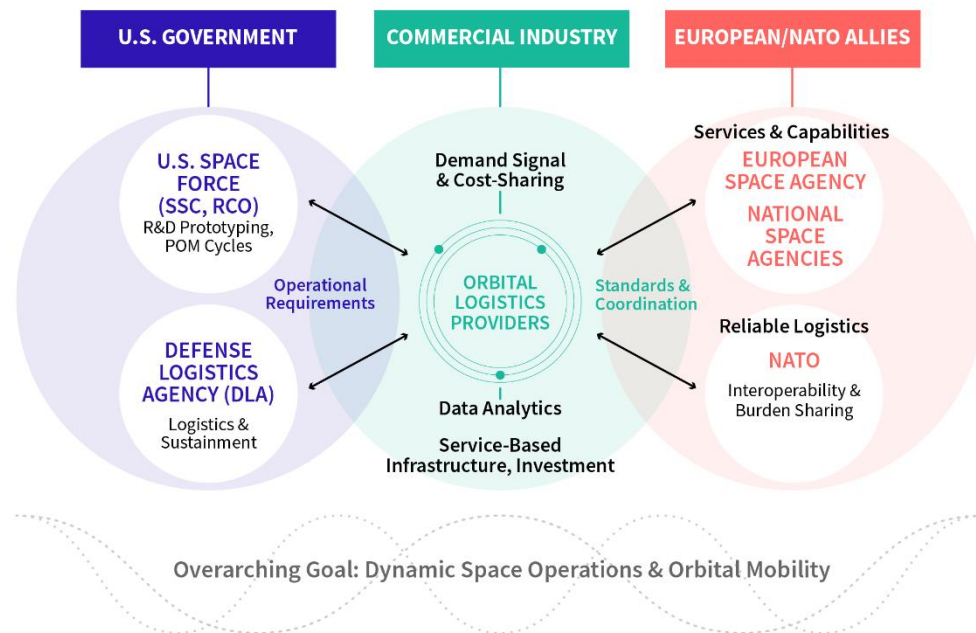 U.S. GOVERNMENT
COMMERCIAL INDUSTRY
EUROPEAN/NATO ALLIES
U.S. SPACE
FORCE
(SSC, RCO)
R&D Prototyping,
POM Cycles
Operational
Requirements
DEFENSE
LOGISTICS
AGENCY (DLA)
Logistics &
Sustainment
Demand Signal
& Cost-Sharing
ORBITAL
LOGISTICS
PROVIDERS
Data Analytics
Service-Based
Infrastructure, Investment
Standards &
Coordination
Services & Capabilities
EUROPEAN
SPACE AGENCY
NATIONAL
SPACE
AGENCIES
Reliable Logistics
NATO
Interoperability &
Burden Sharing
Overarching Goal: Dynamic Space Operations & Orbital Mobility